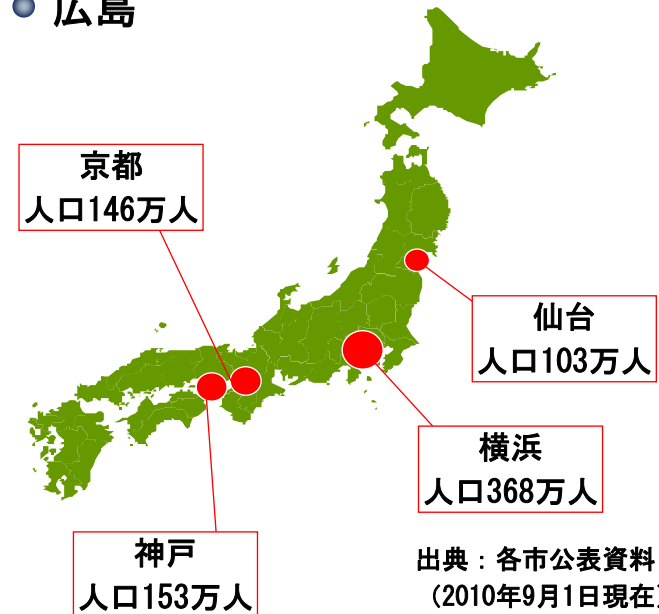 広島
京都
人口146万人
仙台
人口103万人
横浜
人口368万人
神戸
人口153万人
出典：各市公表資料
（2010年9月1日現在）